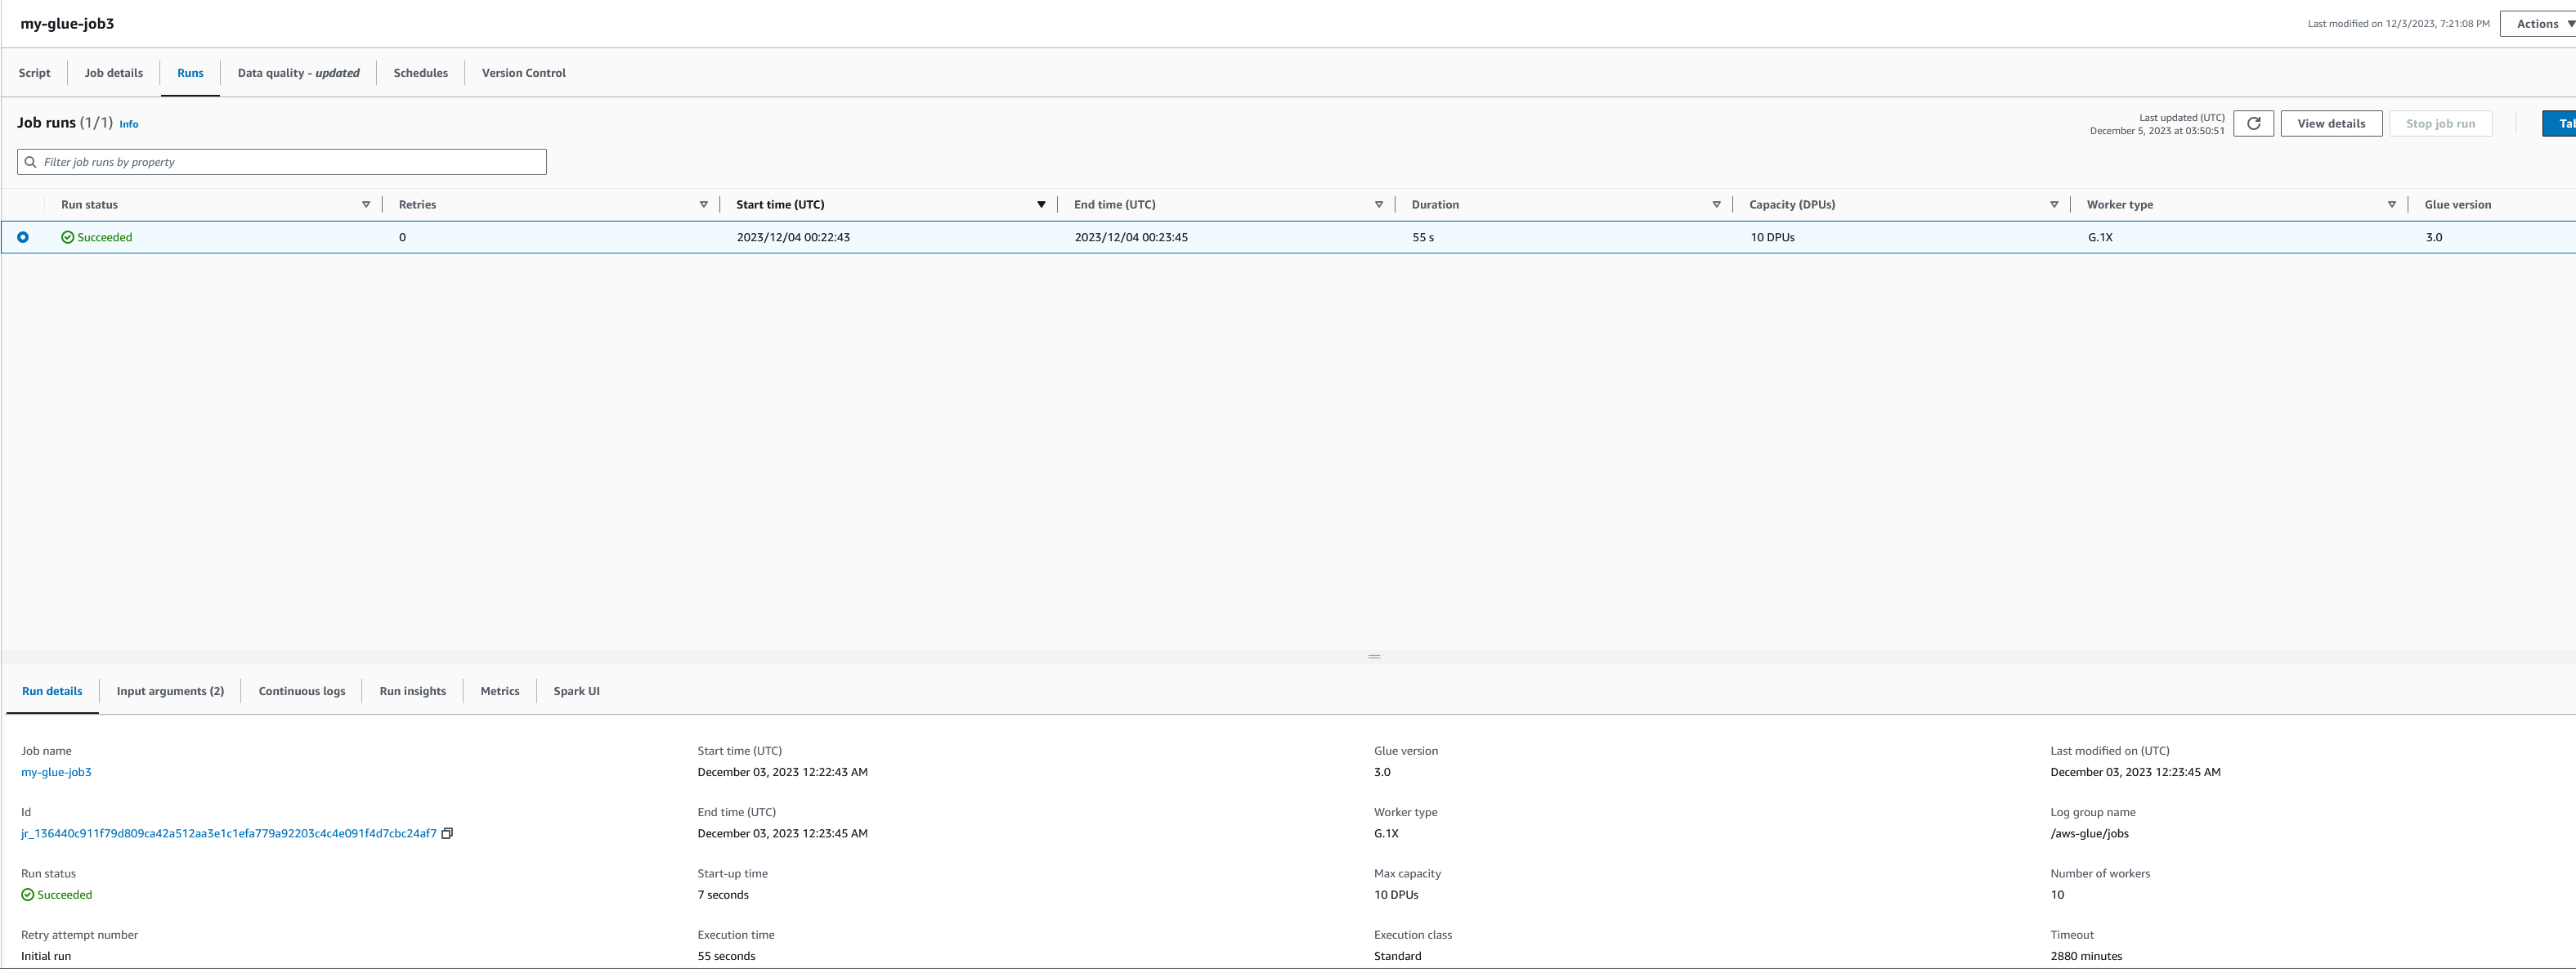 my-glue-job3
Last modified on 12/3/2023, 7:21:08 PM
Actions
Script
Job details
Runs
Data quality - updated
Schedules
Version Control
Job runs (1/1) Info
Last updated (UTC)
December 5, 2023 at 03:50:51
View details
Stop job run
Filter job runs by property
Run status Retries Start time (UTC) End time (UTC) Duration Capacity (DPUs) Worker type Glue version
Succeeded 0 2023/12/04 00:22:43 2023/12/04 00:23:45 55 s 10 DPUs G.1X 3.0
Run details
Input arguments (2)
Continuous logs
Run insights
Metrics
Spark UI
Job name
my-glue-job3
Start time (UTC)
December 03, 2023 12:22:43 AM
Glue version
3.0
Last modified on (UTC)
December 03, 2023 12:23:45 AM
Id
jr_136440c911f79d809ca42a512aa3e1c1efa779a92203c4c4e091f4d7cbc24af7
End time (UTC)
December 03, 2023 12:23:45 AM
Worker type
G.1X
Log group name
/aws-glue/jobs
Run status
Succeeded
Start-up time
7 seconds
Max capacity
10 DPUs
Number of workers
10
Retry attempt number
Initial run
Execution time
55 seconds
Execution class
Standard
Timeout
2880 minutes